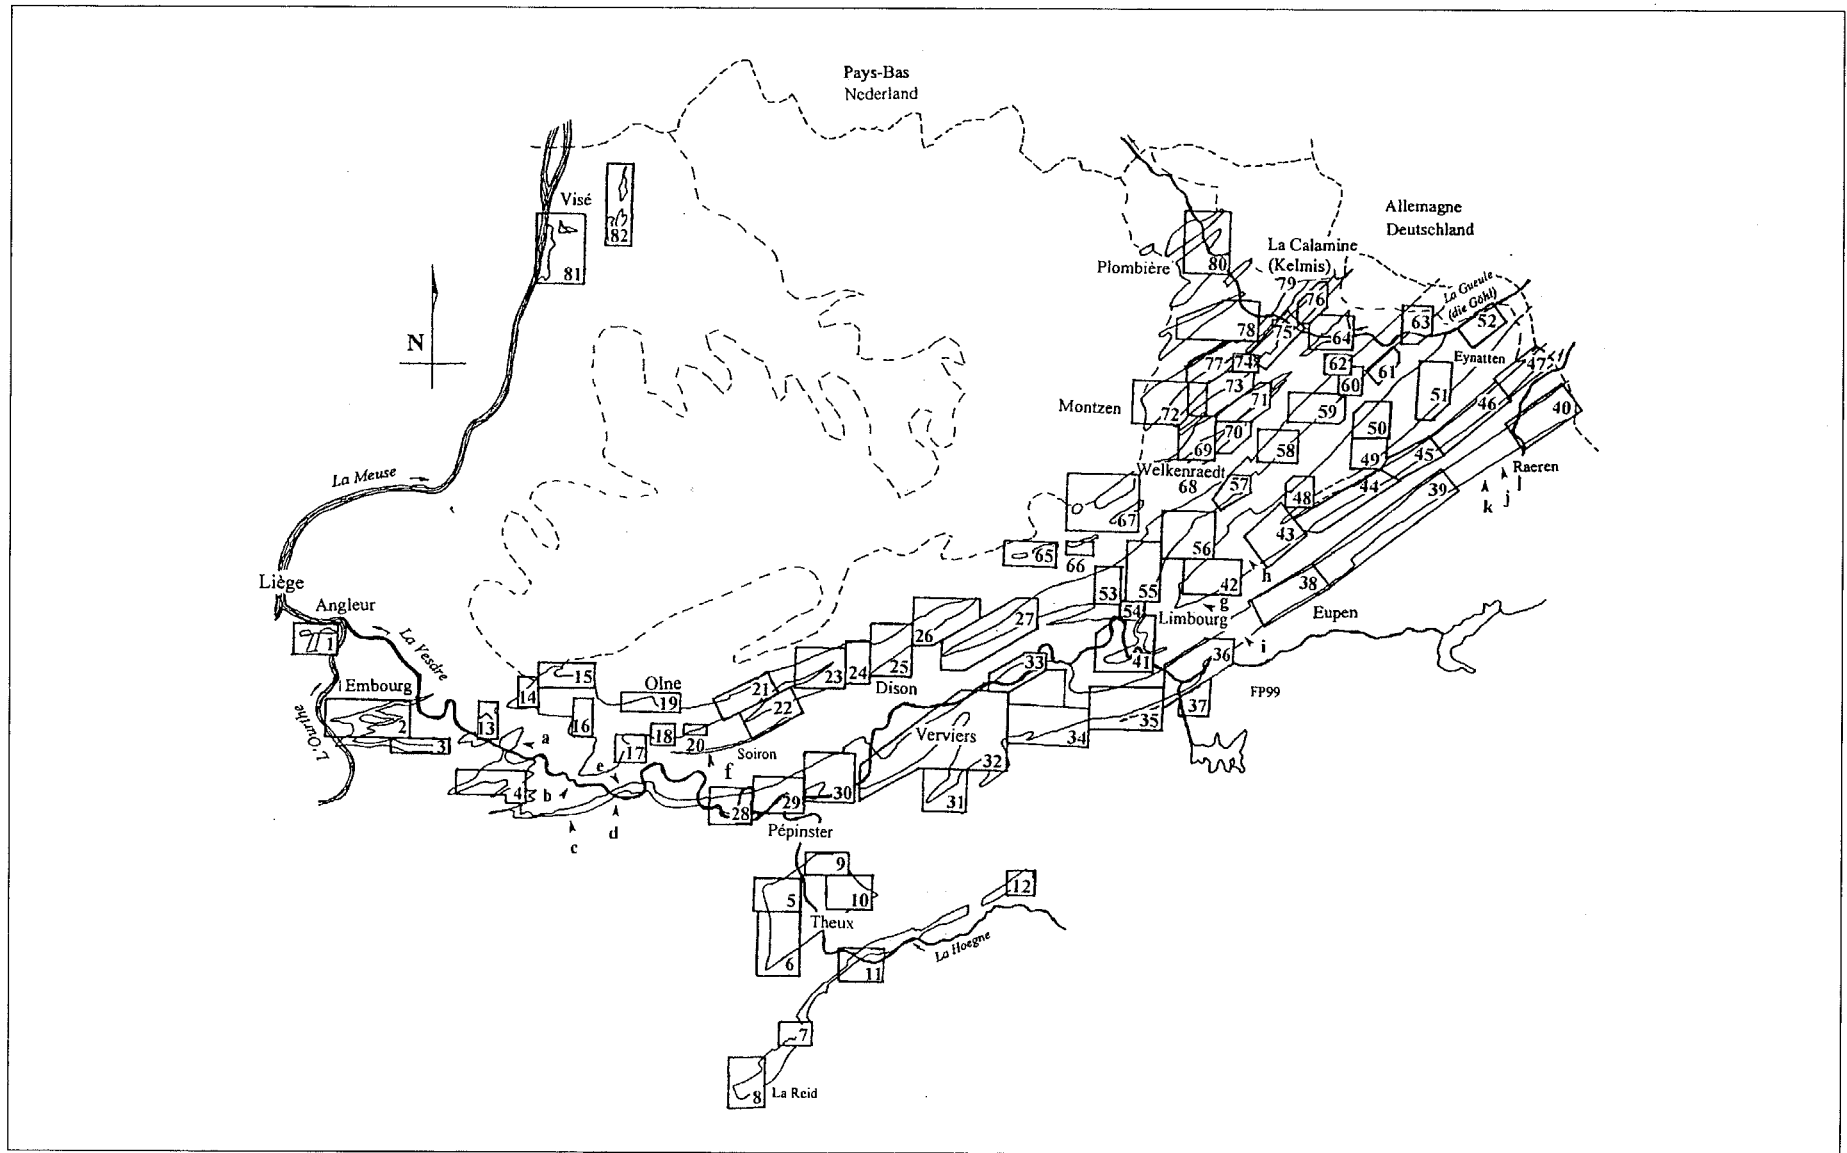 Pays-Bas
Nederland
Allemagne
Deutschland
Visé
82
81
N
La Calamine
(Kelmis)
Plombière
80
79
76
La Gueule
(die Göhl)
78
75
64
63
52
Eynatten
77
74
62
61
47
73
60
Montzen
72
71
59
51
46
40
69
70
58
50
49
45
Raeren
Welkenraedt
68
57
48
44
39
k
j
l
La Meuse
67
43
65
66
56
h
Liège
53
55
42
g
38
Eupen
Angleur
1
La Vesdre
54
Limbourg
i
26
27
41
36
33
23
24
25
Dison
FP99
14
15
Olne
19
21
22
37
Embourg
2
3
L'Ourthe
13
16
18
20
Soiron
35
34
Verviers
a
17
e
f
32
4
b
d
c
28
29
30
31
Pépinster
9
5
10
12
Theux
La Hoegne
6
11
7
8
La Reid